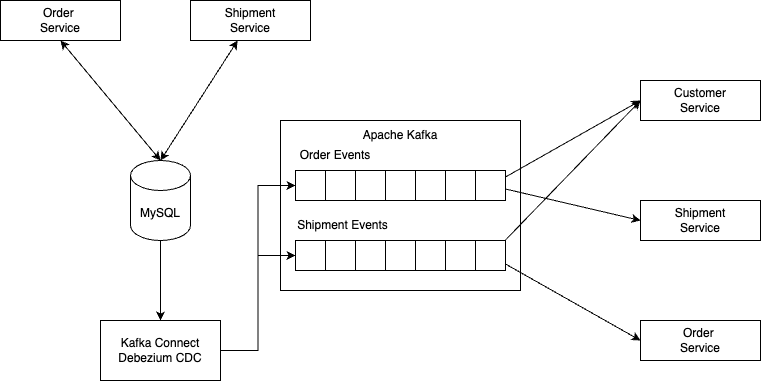 Order
Service
Shipment
Service
Customer
Service
Apache Kafka
Order Events
MySQL
Shipment
Service
Shipment Events
Kafka Connect
Debezium CDC
Order
Service